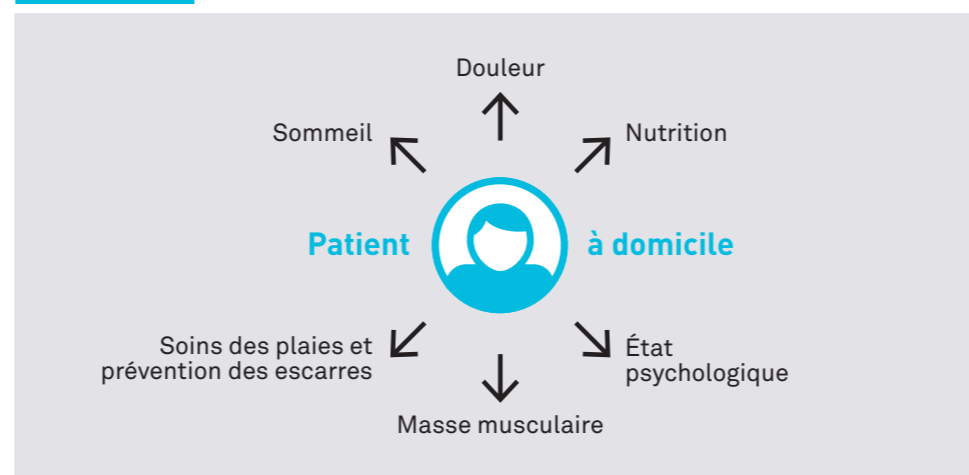 Douleur
Sommeil
Nutrition
Patient
à domicile
Soins des plaies et
prévention des escarres
État
psychologique
Masse musculaire